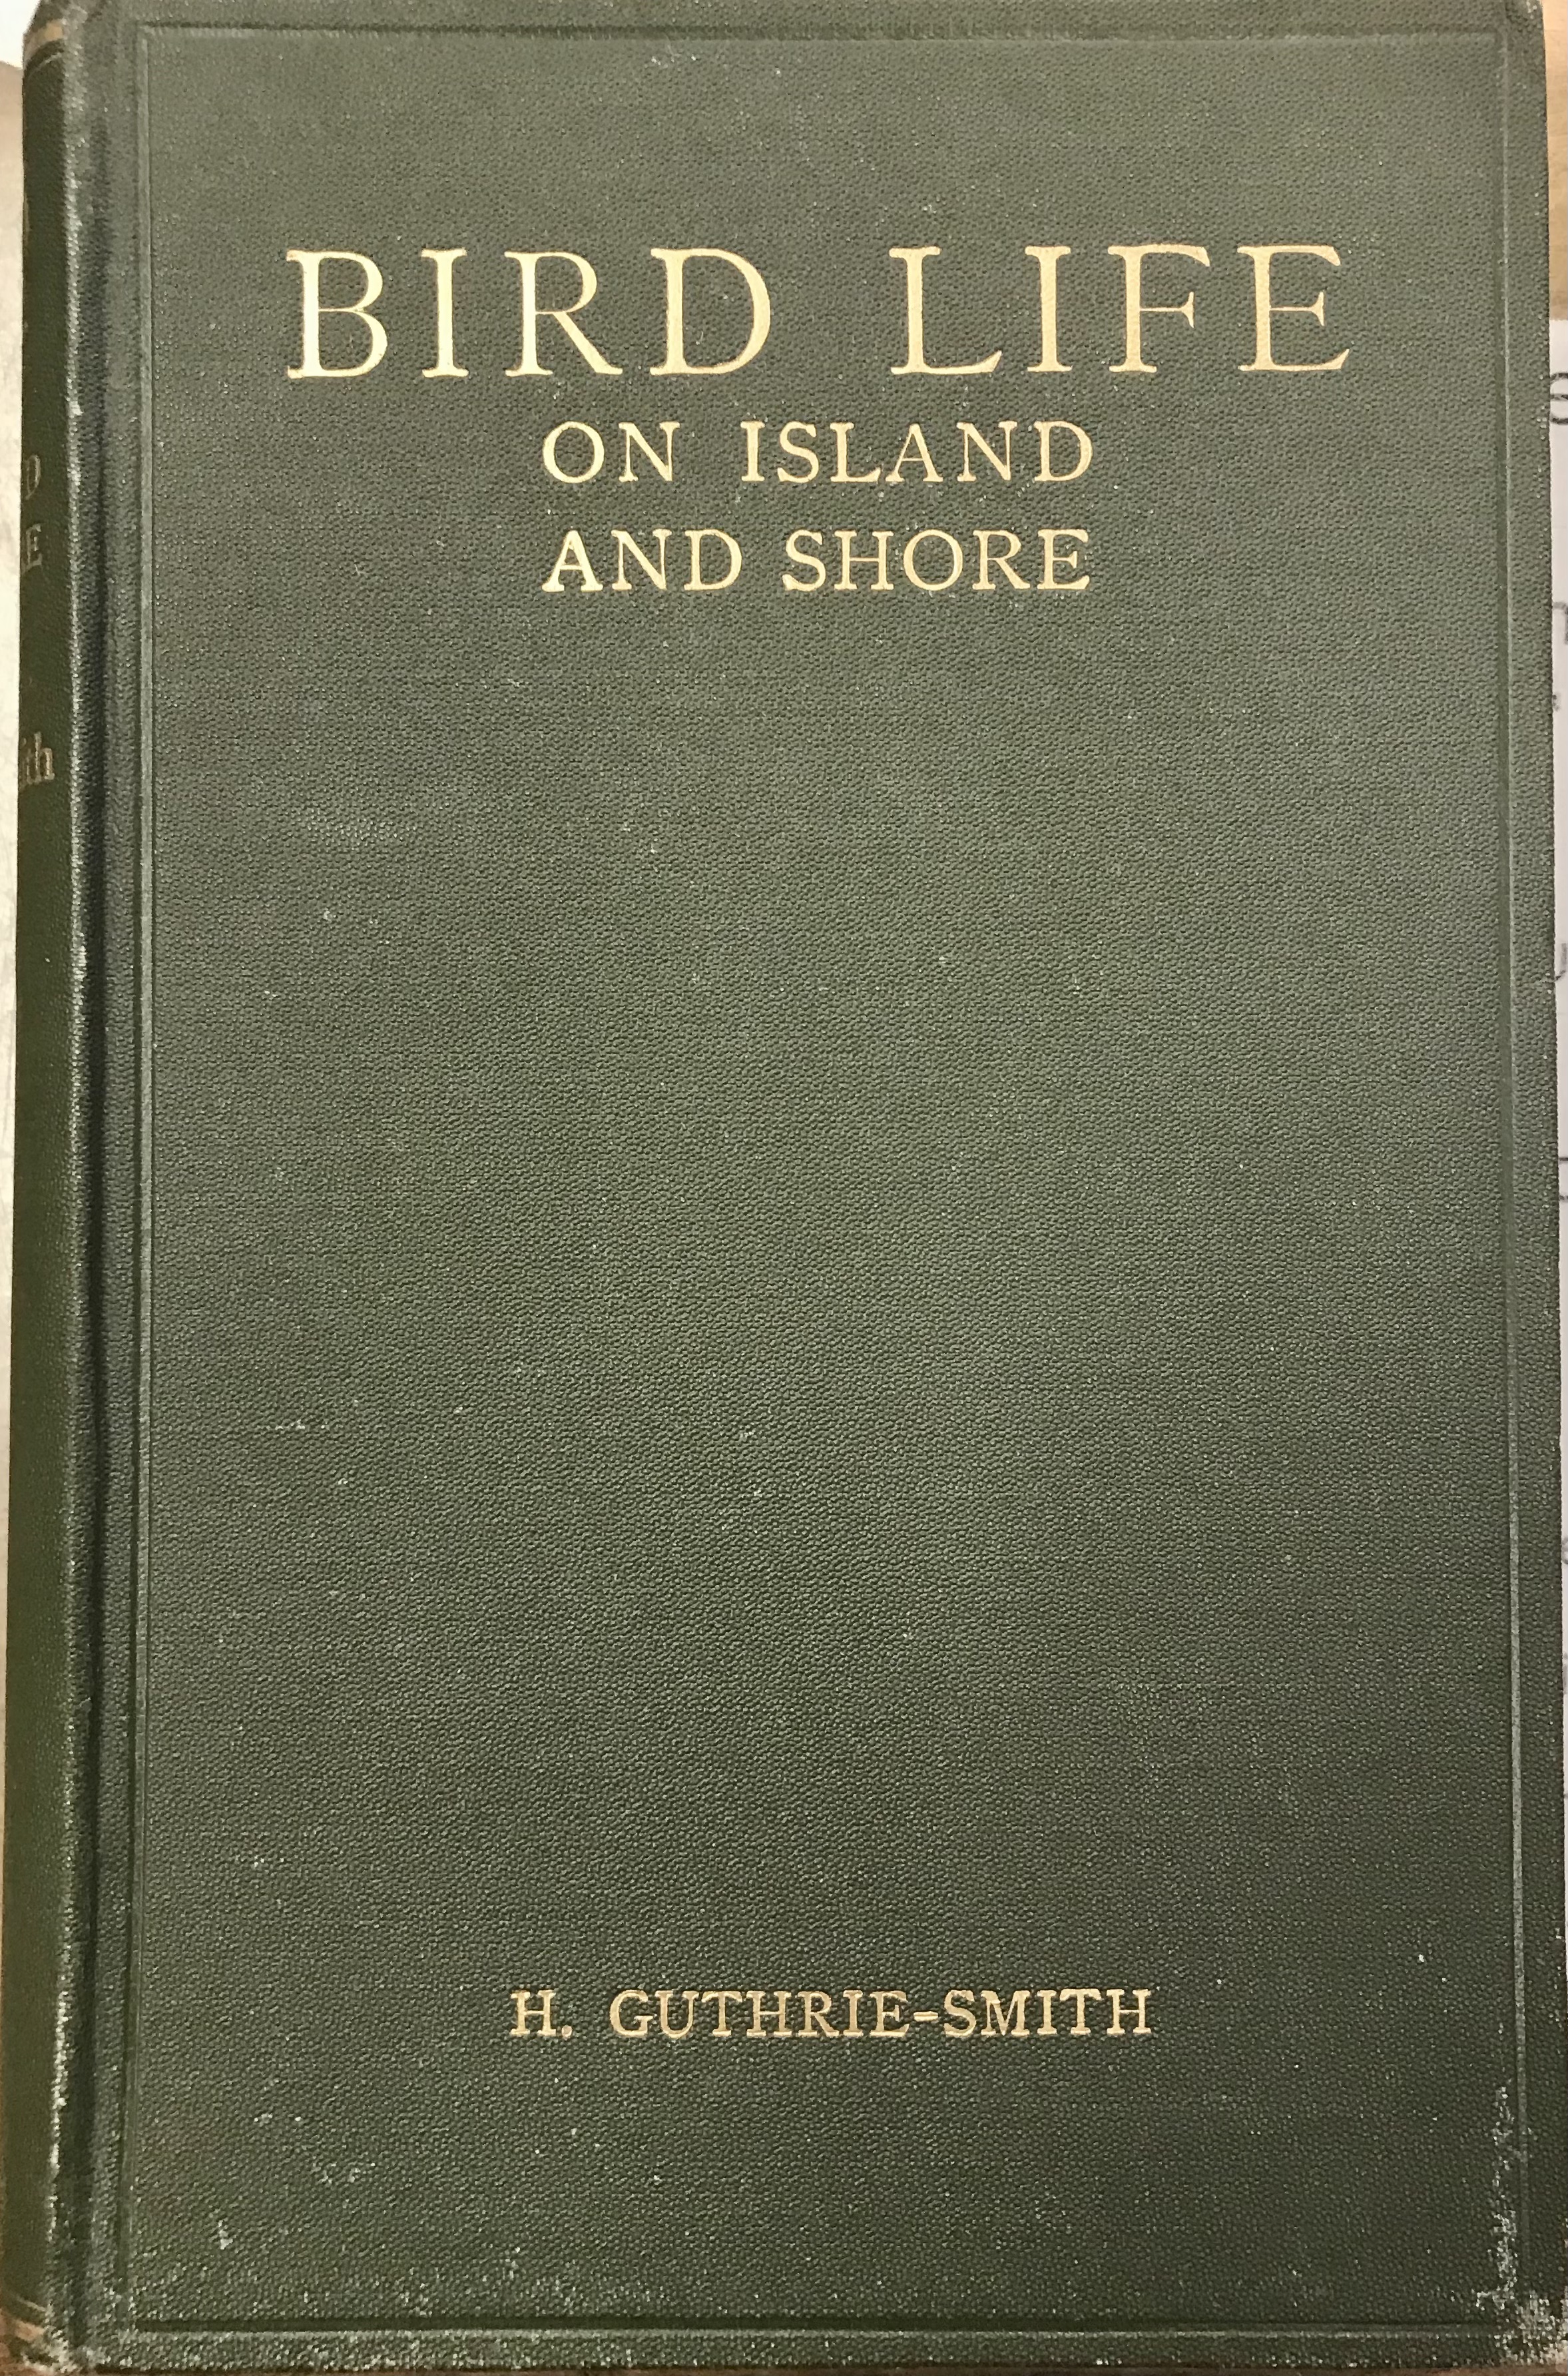 BIRD LIFE
ON ISLAND
AND SHORE
H. GUTHRIE-SMITH